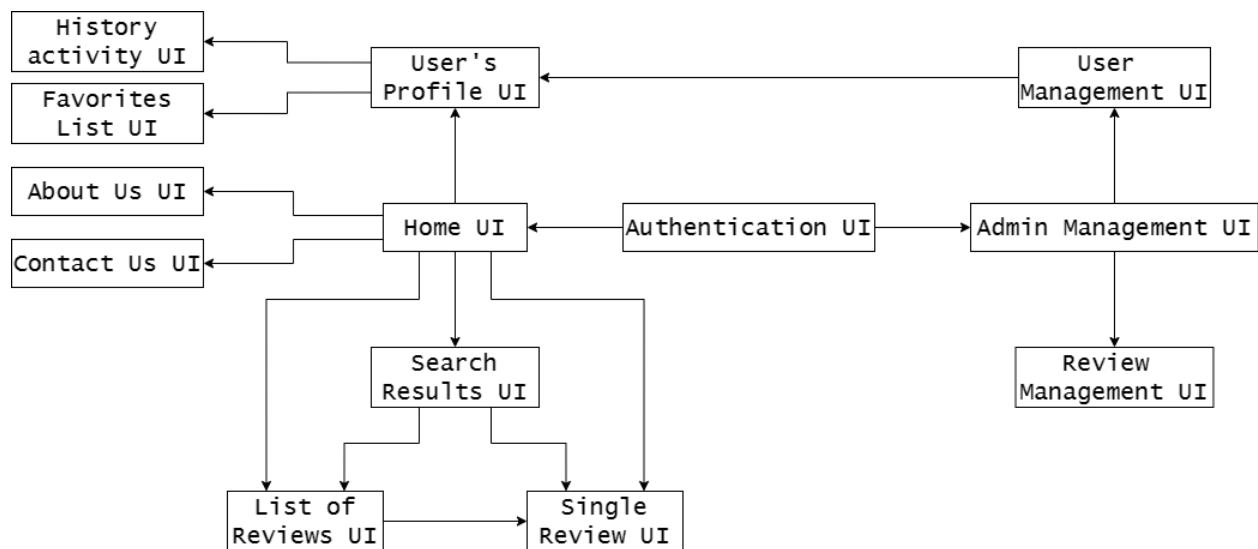 History
activity UI
User's
Profile UI
User
Management UI
Favorites
List UI
About Us UI
Home UI
Authentication UI
Admin Management UI
Contact Us UI
Search
Results UI
Review
Management UI
List of
Reviews UI
Single
Review UI